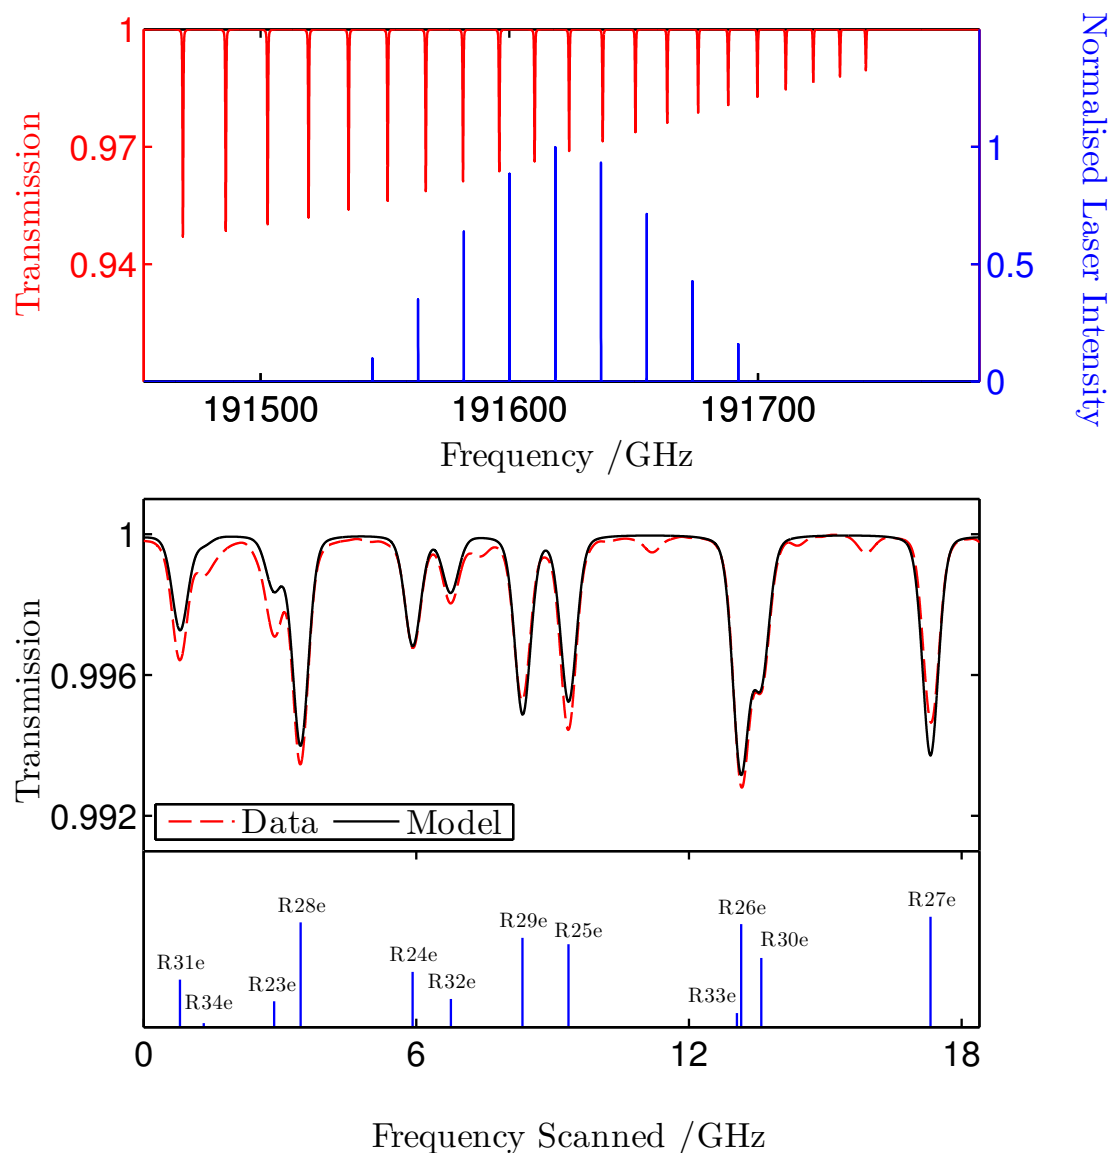 1
0.97
0.94
Transmission
1
0.5
0
Normalised Laser Intensity
191500
191600
191700
Frequency /GHz
1
0.996
0.992
Transmission
Data
Model
R31e
R34e
R23e
R28e
R24e
R32e
R29e
R25e
R33e
R26e
R30e
R27e
0
6
12
18
Frequency Scanned /GHz